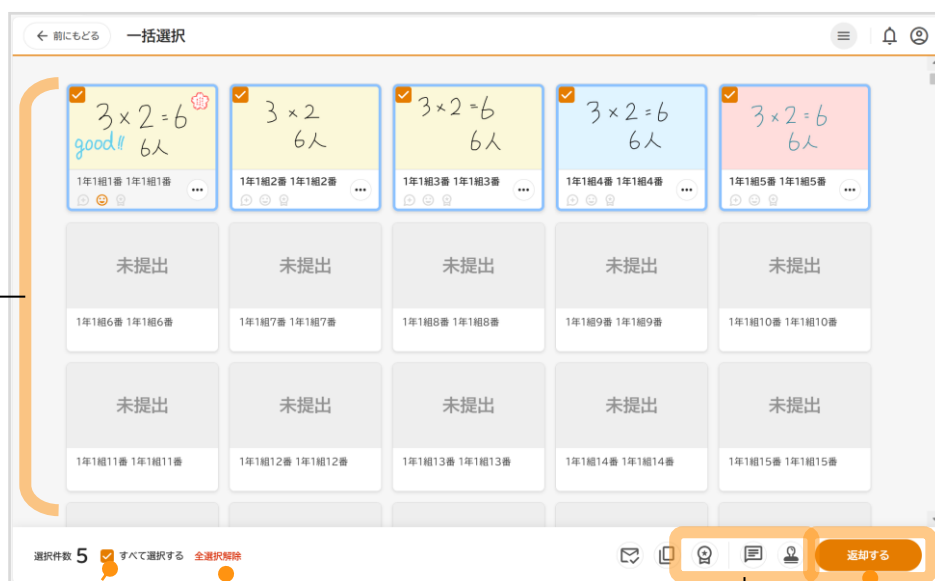 前にもどる 一括選択
3×2=6
good!! 6人
3×2
6人
3×2=6
6人
3×2=6
6人
3×2=6
6人
1年1組1番 1年1組1番
1年1組2番 1年1組2番
1年1組3番 1年1組3番
1年1組4番 1年1組4番
1年1組5番 1年1組5番
未提出 未提出 未提出 未提出 未提出
1年1組6番 1年1組6番
1年1組7番 1年1組7番
1年1組8番 1年1組8番
1年1組9番 1年1組9番
1年1組10番 1年1組10番
未提出 未提出 未提出 未提出 未提出
1年1組11番 1年1組11番
1年1組12番 1年1組12番
1年1組13番 1年1組13番
1年1組14番 1年1組14番
1年1組15番 1年1組15番
選択件数 5 すべて選択する 全選択解除 返却する